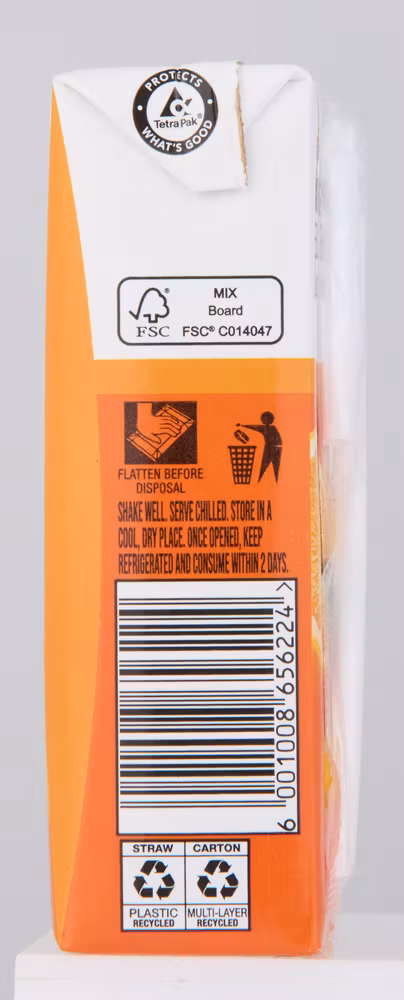 PROTECTS
TetraPak®
WHAT'S GOOD
FSC®
MIX
Board
FSC® C014047
FLATTEN BEFORE
DISPOSAL
SHAKE WELL. SERVE CHILLED. STORE IN A
COOL, DRY PLACE. ONCE OPENED, KEEP
REFRIGERATED AND CONSUME WITHIN 2 DAYS.
6 001008 656224 >
STRAW
CARTON
PLASTIC
RECYCLED
MULTI-LAYER
RECYCLED